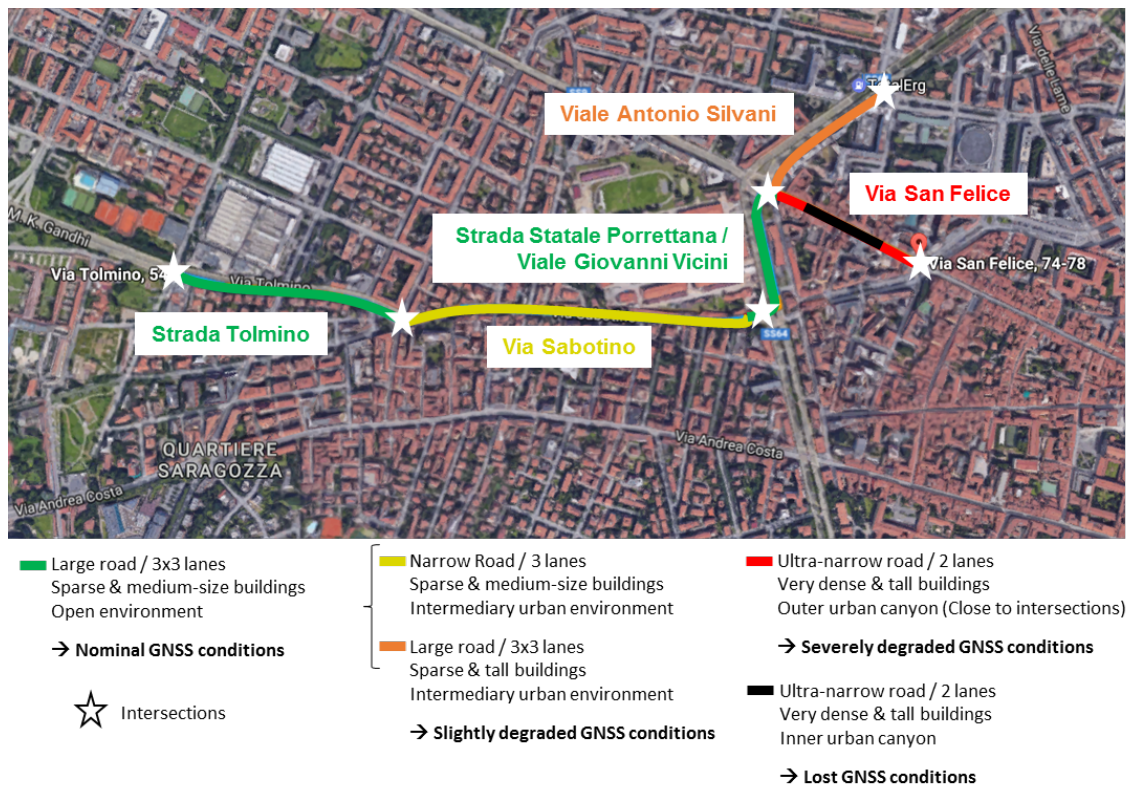 Via delle Lame
TotalErg
SS9
Viale Antonio Silvani
Via San Felice
M. K. Gandhi
Strada Statale Porrettana /
Viale Giovanni Vicini
Via Tolmino, 54
Via Tolmino
Via San Felice, 74-78
Strada Tolmino
Via Sabotino
SS64
QUARTIERE
SARAGOZZA
Via Andrea Costa
Via Andrea Costa
Large road / 3x3 lanes
Sparse & medium-size buildings
Open environment
→ Nominal GNSS conditions
Intersections
Narrow Road / 3 lanes
Sparse & medium-size buildings
Intermediary urban environment
Large road / 3x3 lanes
Sparse & tall buildings
Intermediary urban environment
→ Slightly degraded GNSS conditions
Ultra-narrow road / 2 lanes
Very dense & tall buildings
Outer urban canyon (Close to intersections)
→ Severely degraded GNSS conditions
Ultra-narrow road / 2 lanes
Very dense & tall buildings
Inner urban canyon
→ Lost GNSS conditions